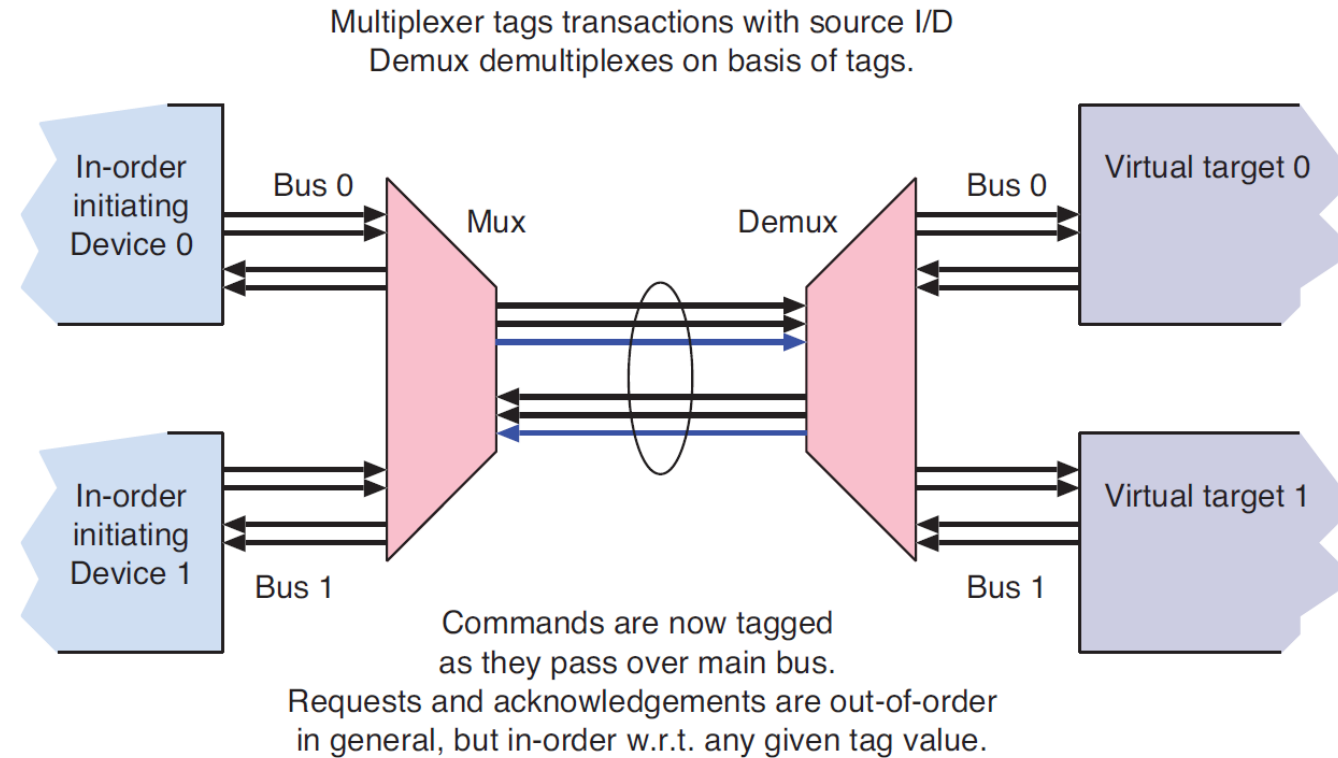 Multiplexer tags transactions with source I/D
Demux demultiplexes on basis of tags.
In-order
initiating
Device 0
Bus 0
Mux
Demux
Bus 0
Virtual target 0
In-order
initiating
Device 1
Bus 1
Bus 1
Virtual target 1
Commands are now tagged
as they pass over main bus.
Requests and acknowledgements are out-of-order
in general, but in-order w.r.t. any given tag value.